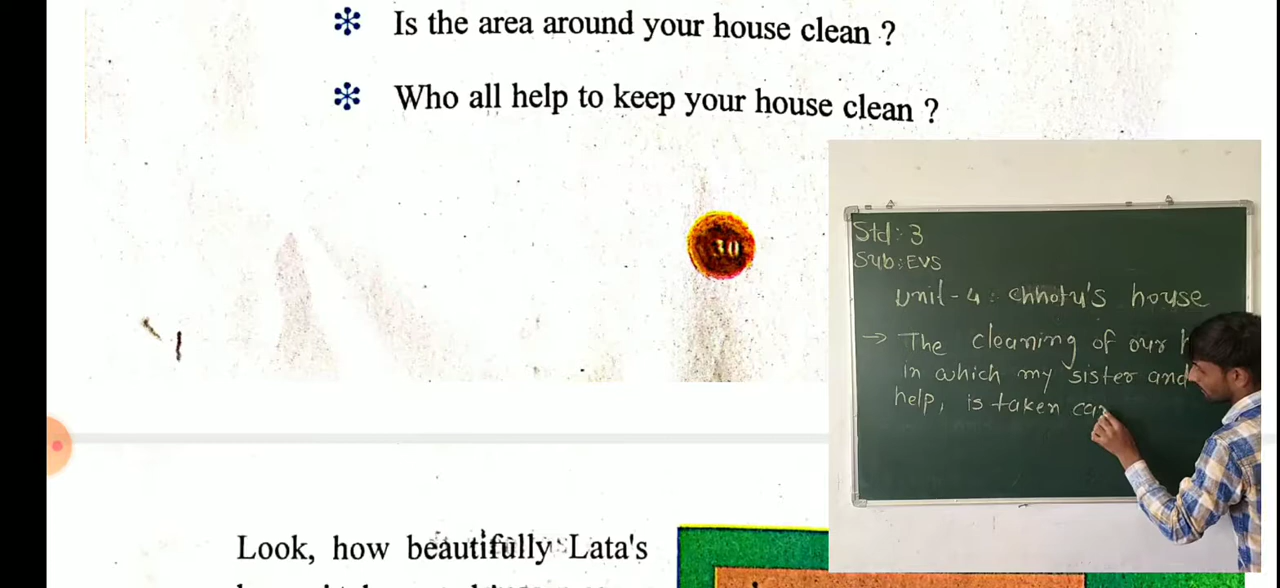 Is the area around your house clean ?
Who all help to keep your house clean ?
30
Std : 3
Sub : EVS
Unit - 4 : chhotu's house
→ The cleaning of our
in which my sister and
help, is taken
Look, how beautifully Lata's